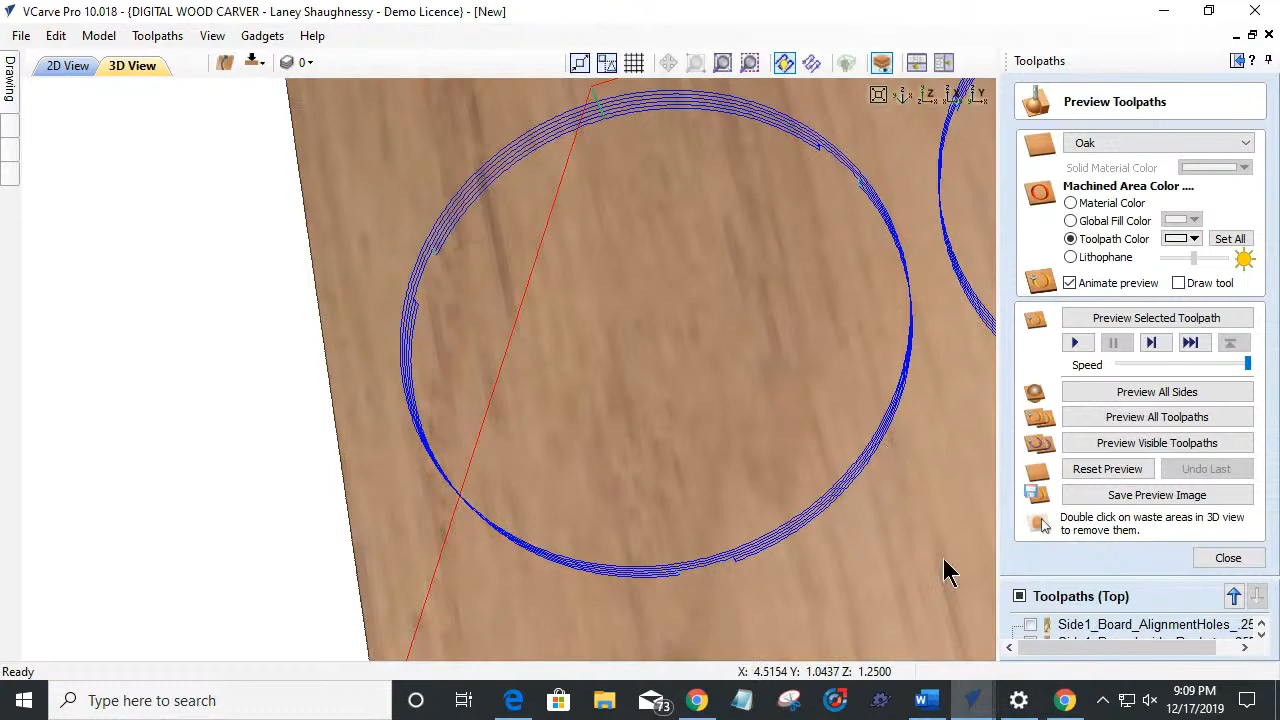 VCarve Pro 10.018 - {DIGITAL WOOD CARVER - Laney Shaughnessy - Demo Licence} - [New]
File Edit Model Toolpaths View Gadgets Help
Drawing
2D View 3D View 0
Z X Y
Toolpaths
Preview Toolpaths
Oak
Solid Material Color
Machined Area Color ....
Material Color
Global Fill Color
Toolpath Color Set All
Lithophane
Animate preview Draw tool
Preview Selected Toolpath
Speed
Preview All Sides
Preview All Toolpaths
Preview Visible Toolpaths
Reset Preview Undo Last
Save Preview Image
Double click on waste areas in 3D view
to remove them.
Close
Toolpaths (Top)
Side1_Board_AlignmentHoles_.25
Ready
X: 4.5154 Y: 1.0437 Z: 1.2500
Type here to search
73
9:09 PM
12/17/2019